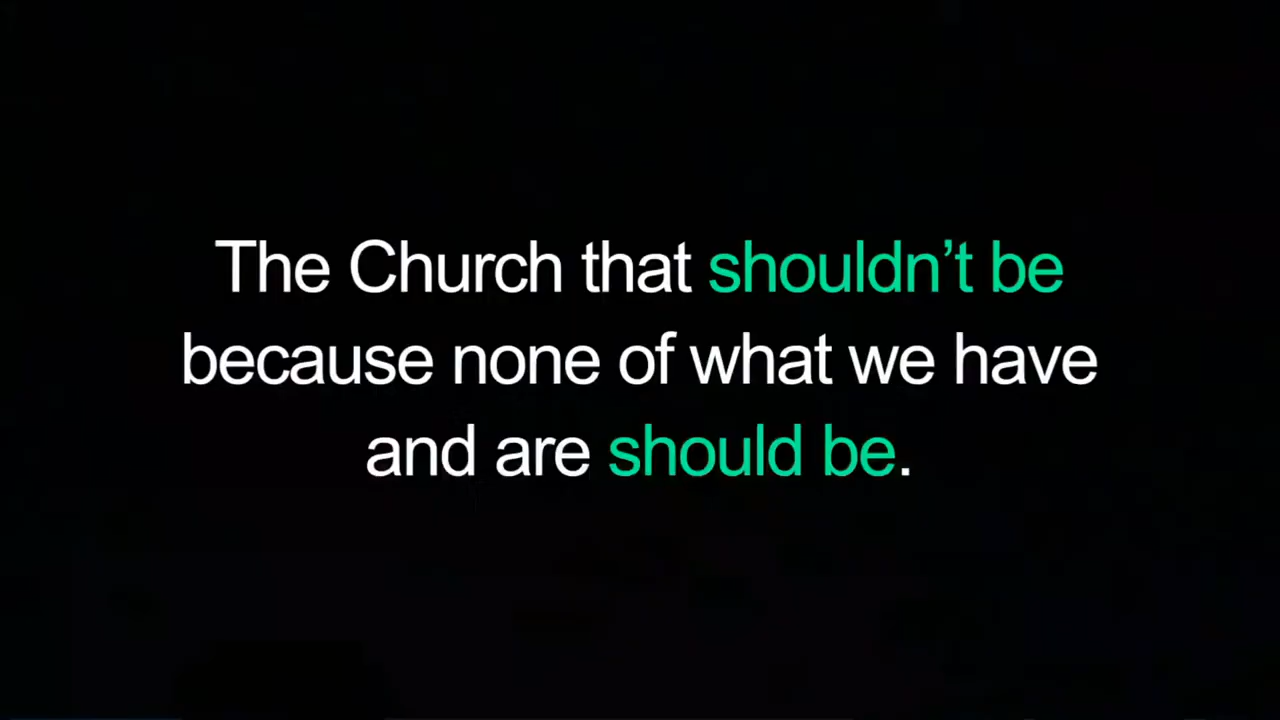 The Church that shouldn’t be
because none of what we have
and are should be.